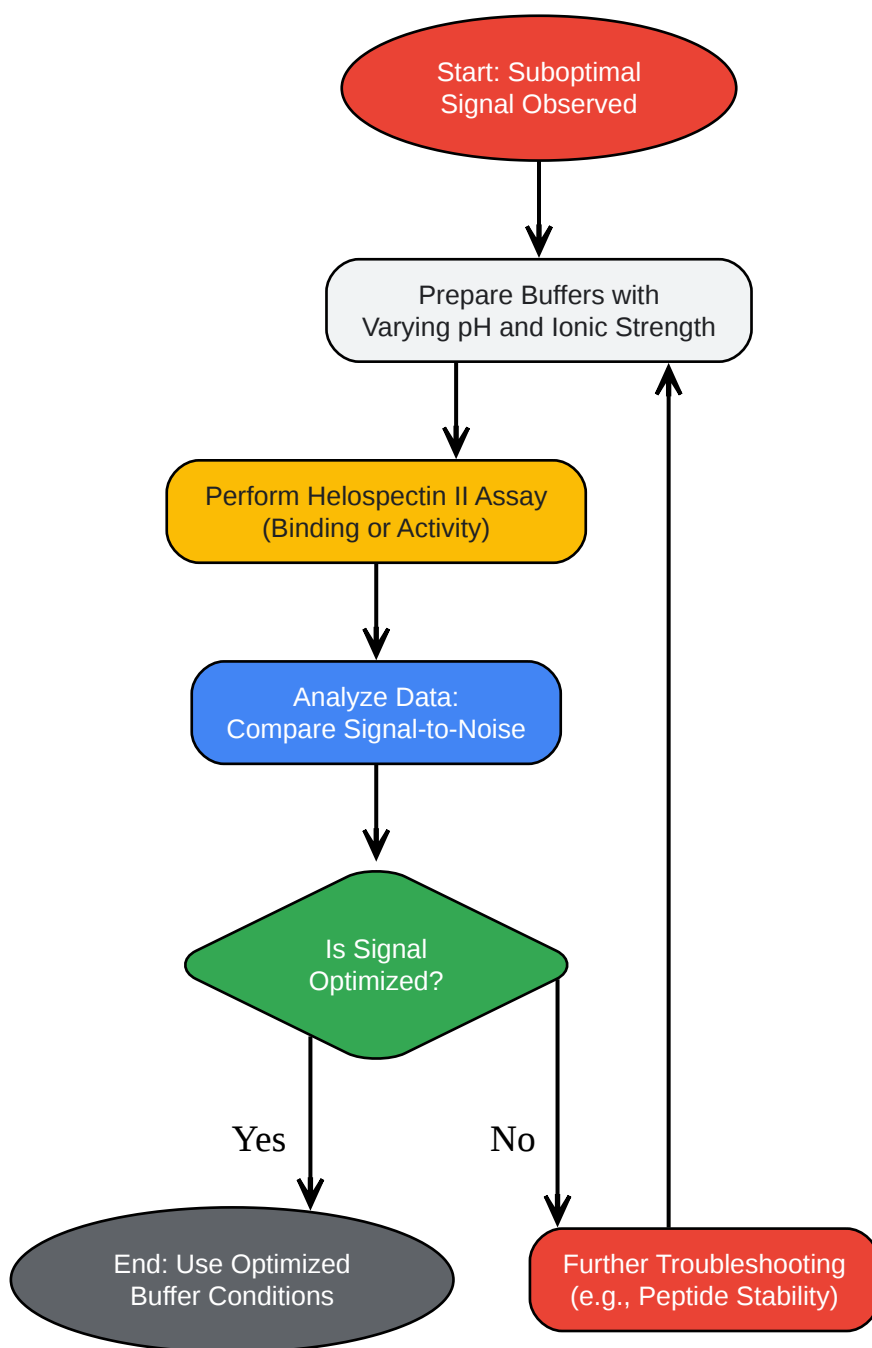 Start: Suboptimal
Signal Observed
Prepare Buffers with
Varying pH and Ionic Strength
Perform Helospectin II Assay
(Binding or Activity)
Analyze Data:
Compare Signal-to-Noise
Is Signal
Optimized?
Yes
No
End: Use Optimized
Buffer Conditions
Further Troubleshooting
(e.g., Peptide Stability)